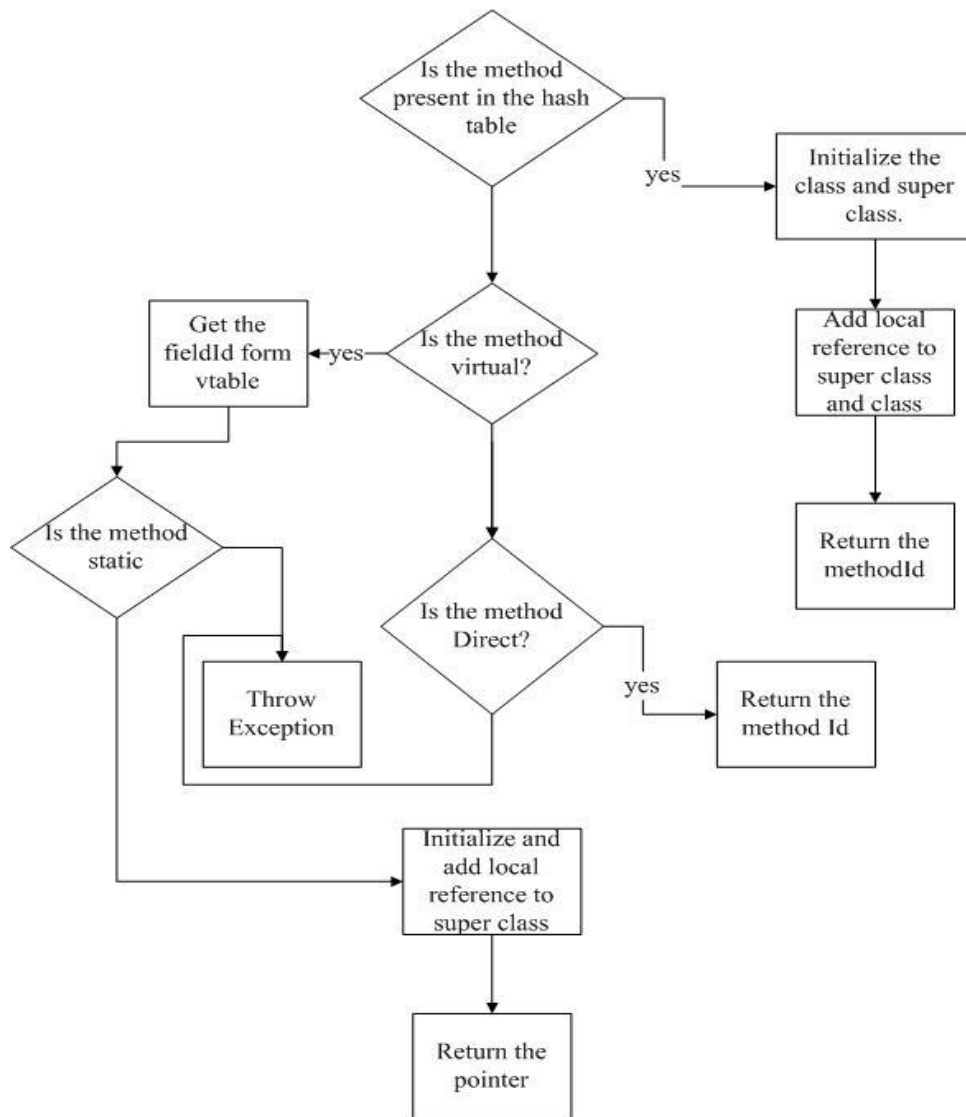 Is the method
present in the hash
table
yes
Initialize the
class and super
class.
Get the
fieldId form
vtable
yes
Is the method
virtual?
Add local
reference to
super class
and class
Is the method
static
Return the
methodId
Is the method
Direct?
yes
Throw
Exception
Return the
method Id
Initialize and
add local
reference to
super class
Return the
pointer